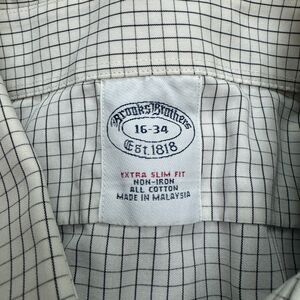 Brooks Brothers
16-34
Est. 1818
EXTRA SLIM FIT
NON-IRON
ALL COTTON
MADE IN MALAYSIA